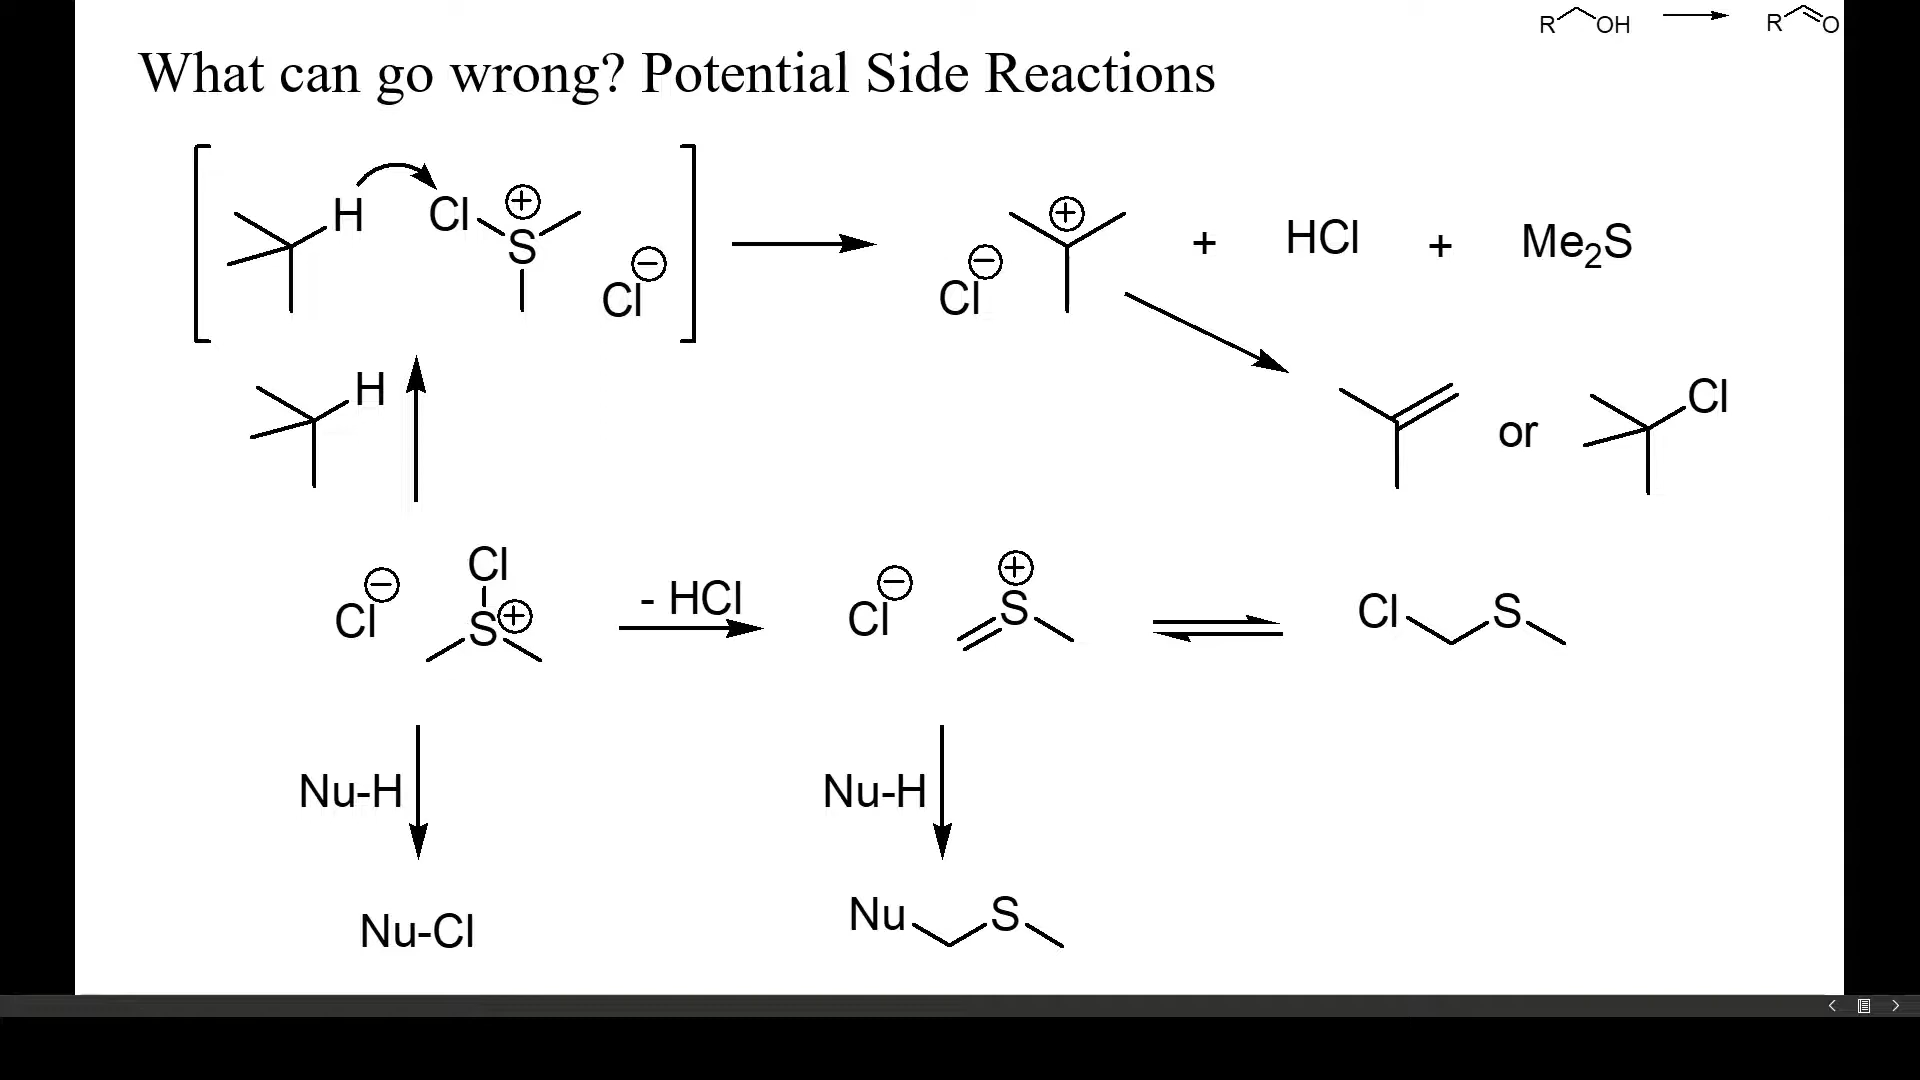 R OH R O
What can go wrong? Potential Side Reactions
H Cl ⊕ S Cl ⊖
Cl ⊖ ⊕ + HCl + Me₂S
H
or Cl
Cl ⊖ Cl S ⊕
- HCl
Cl ⊖ S ⊕
Cl S
Nu-H
Nu-H
Nu-Cl
Nu S